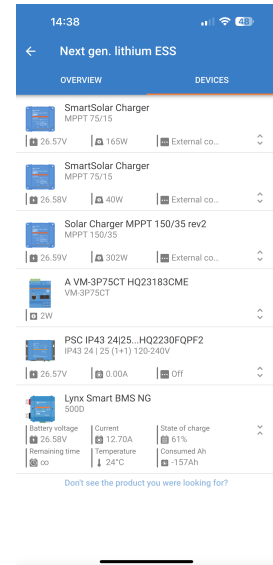 14:38
48
Next gen. lithium ESS
OVERVIEW DEVICES
SmartSolar Charger
MPPT 75/15
26.57V 165W External co...
SmartSolar Charger
MPPT 75/15
26.58V 40W External co...
Solar Charger MPPT 150/35 rev2
MPPT 150/35
26.59V 302W External co...
A VM-3P75CT HQ23183CME
VM-3P75CT
2W
PSC IP43 24|25...HQ2230FQPF2
IP43 24 | 25 (1+1) 120-240V
26.57V 0.00A Off
Lynx Smart BMS NG
500D
Battery voltage Current State of charge
26.58V 12.70A 61%
Remaining time Temperature Consumed Ah
∞ 24°C -157Ah
Don't see the product you were looking for?